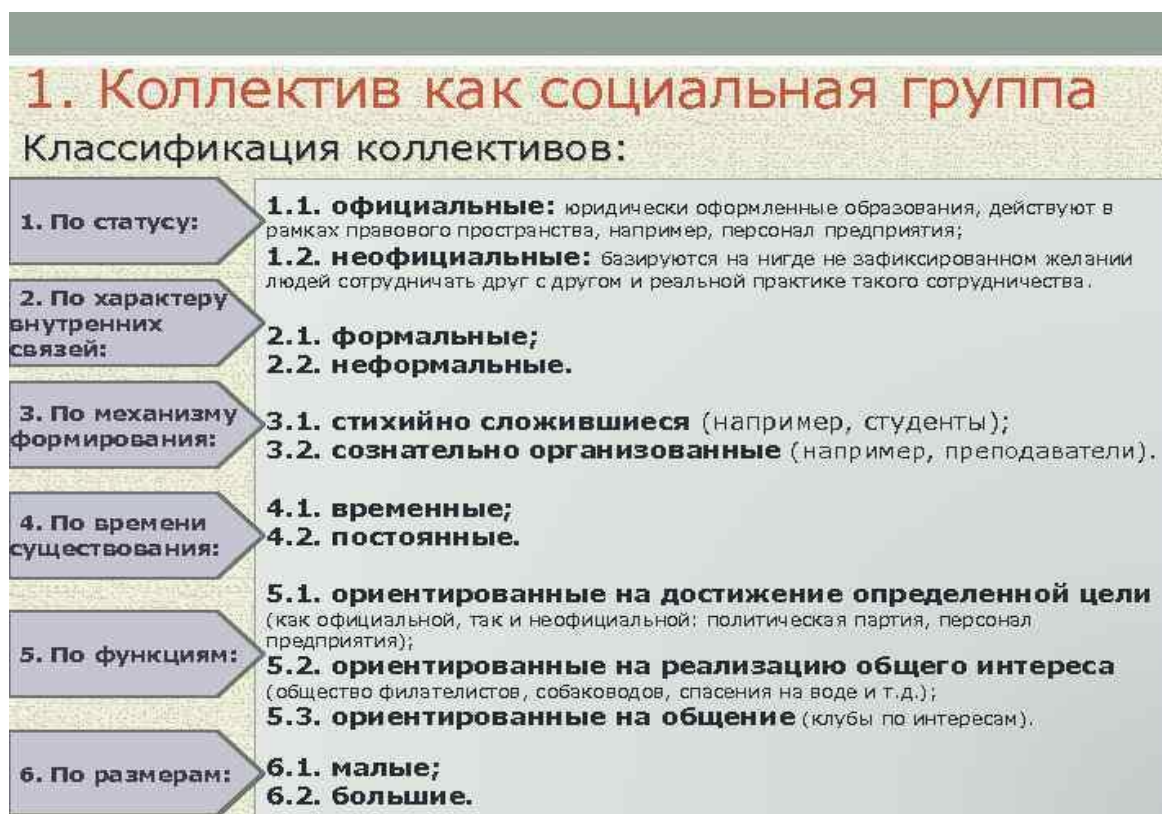 1. Коллектив как социальная группа
Классификация коллективов:
1. По статусу:
1.1. официальные: юридически оформленные образования, действуют в
рамках правового пространства, например, персонал предприятия;
1.2. неофициальные: базируются на нигде не зафиксированном желании
людей сотрудничать друг с другом и реальной практике такого сотрудничества.
2. По характеру
внутренних
связей:
2.1. формальные;
2.2. неформальные.
3. По механизму
формирования:
3.1. стихийно сложившиеся (например, студенты);
3.2. сознательно организованные (например, преподаватели).
4. По времени
существования:
4.1. временные;
4.2. постоянные.
5. По функциям:
5.1. ориентированные на достижение определенной цели
(как официальной, так и неофициальной: политическая партия, персонал
предприятия);
5.2. ориентированные на реализацию общего интереса
(общество филателистов, собаководов, спасения на воде и т.д.);
5.3. ориентированные на общение (клубы по интересам).
6. По размерам:
6.1. малые;
6.2. большие.